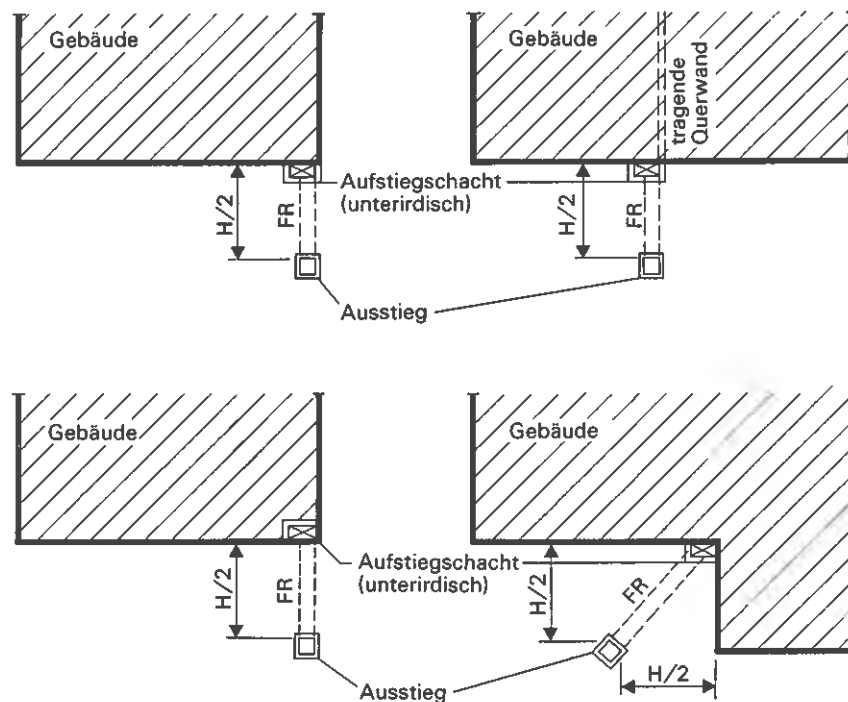 Gebäude
tragende
Querwand
Aufstiegschacht
(unterirdisch)
H/2
FR
H/2
FR
Ausstieg
Gebäude
Gebäude
Gebäude
Aufstiegschacht
(unterirdisch)
H/2
FR
H/2
FR
H/2
Ausstieg